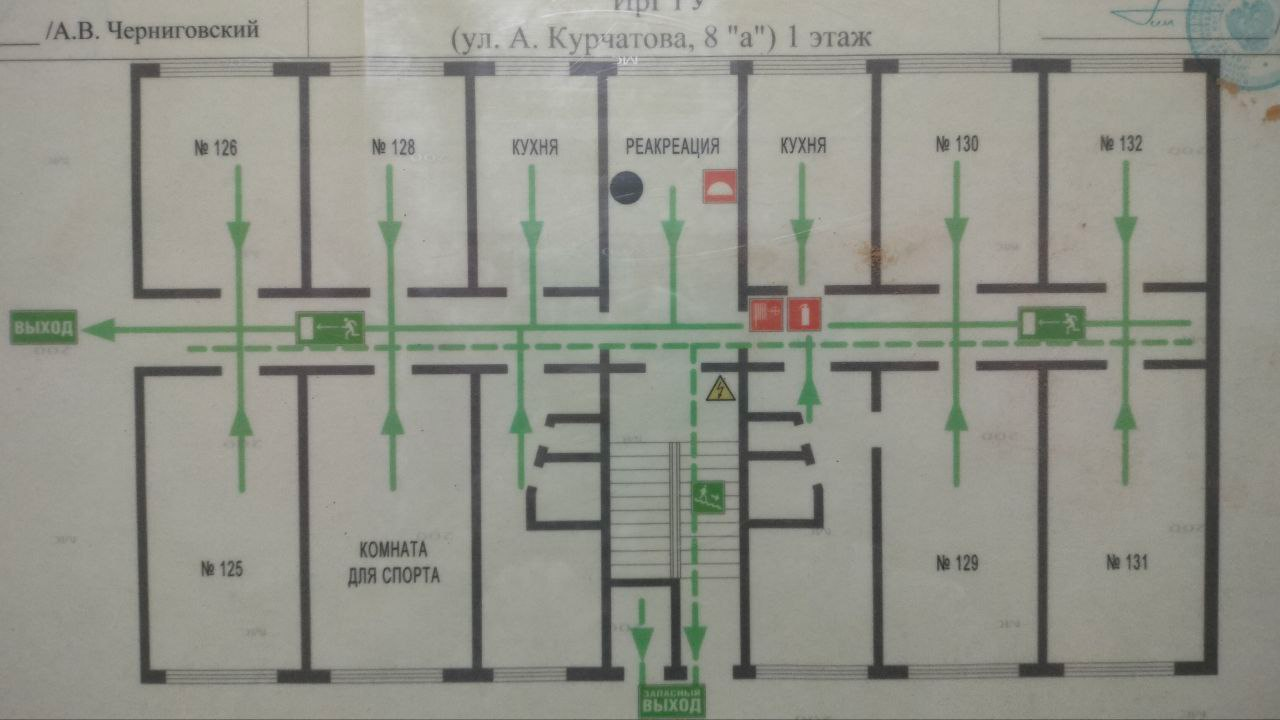 /А.В. Черниговский
(ул. А. Курчатова, 8 "а") 1 этаж
№ 126
№ 128
КУХНЯ
РЕАКРЕАЦИЯ
КУХНЯ
№ 130
№ 132
ВЫХОД
№ 125
КОМНАТА
ДЛЯ СПОРТА
№ 129
№ 131
ЗАПАСНЫЙ
ВЫХОД